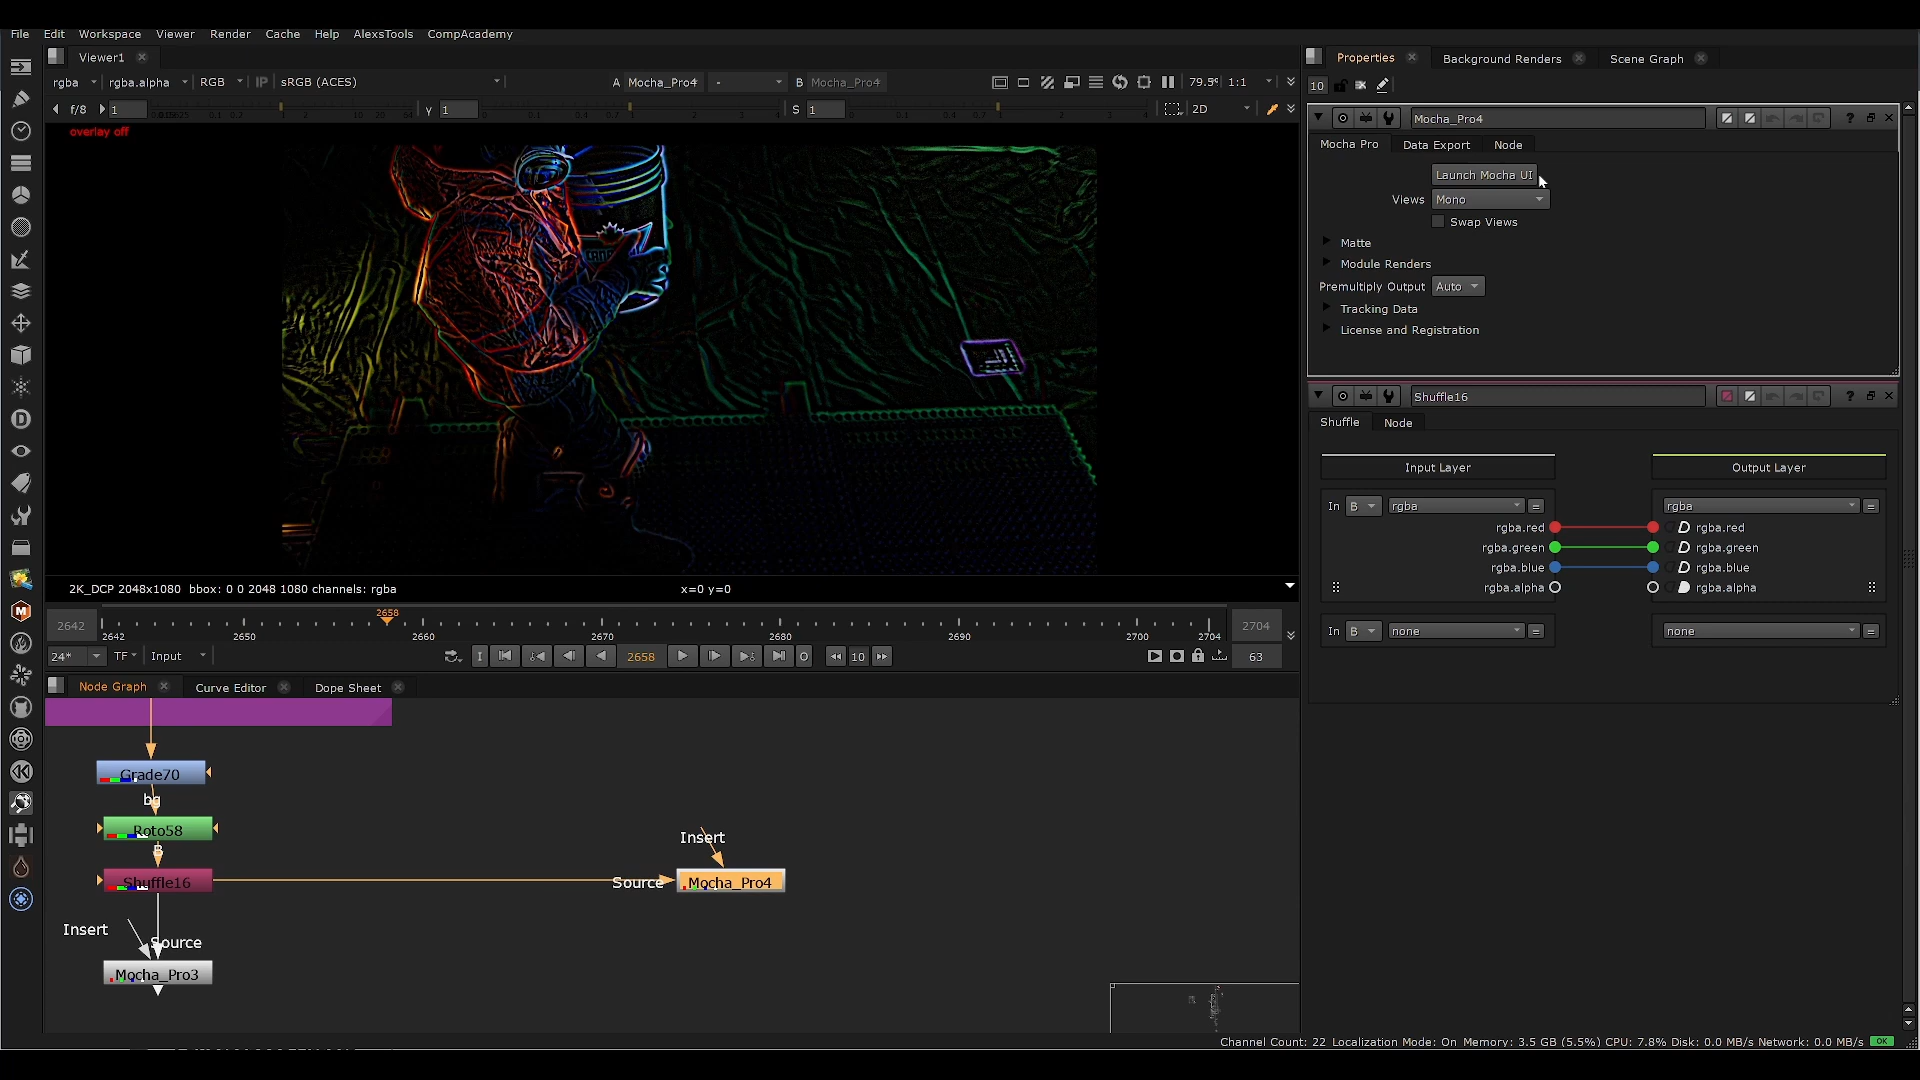 File Edit Workspace Viewer Render Cache Help AlexsTools CompAcademy
Viewer1
rgba rgba.alpha RGB IP sRGB (ACES) A Mocha_Pro4 - B Mocha_Pro4 79.5% 1:1
f/8 1 Y 1 S 1 2D
overlay off
2K_DCP 2048x1080 bbox: 0 0 2048 1080 channels: rgba x=0 y=0
2642 2642 2650 2658 2660 2670 2680 2690 2700 2704 2704
24* TF Input I 2658 O 10 63
Node Graph Curve Editor Dope Sheet
Grade70
bg
Roto58
B
Shuffle16
Insert
Source
Mocha_Pro4
Insert
Source
Mocha_Pro3
Properties Background Renders Scene Graph
10
Mocha_Pro4 ?
Mocha Pro Data Export Node
Launch Mocha UI
Views Mono
Swap Views
Matte
Module Renders
Premultiply Output Auto
Tracking Data
License and Registration
Shuffle16 ?
Shuffle Node
Input Layer Output Layer
In B rgba = rgba =
rgba.red D rgba.red
rgba.green D rgba.green
rgba.blue D rgba.blue
rgba.alpha rgba.alpha
In B none = none =
Channel Count: 22 Localization Mode: On Memory: 3.5 GB (5.5%) CPU: 7.8% Disk: 0.0 MB/s Network: 0.0 MB/s OK